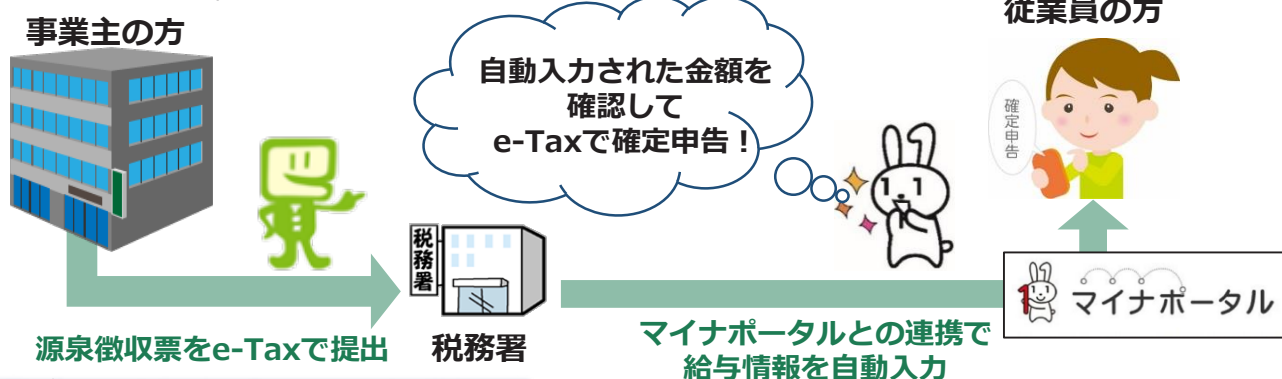 事業主の方
従業員の方
自動入力された金額を
確認して
e-Taxで確定申告！
確定申告
税務署
源泉徴収票をe-Taxで提出
税務署
マイナポータルとの連携で
給与情報を自動入力
マイナポータル